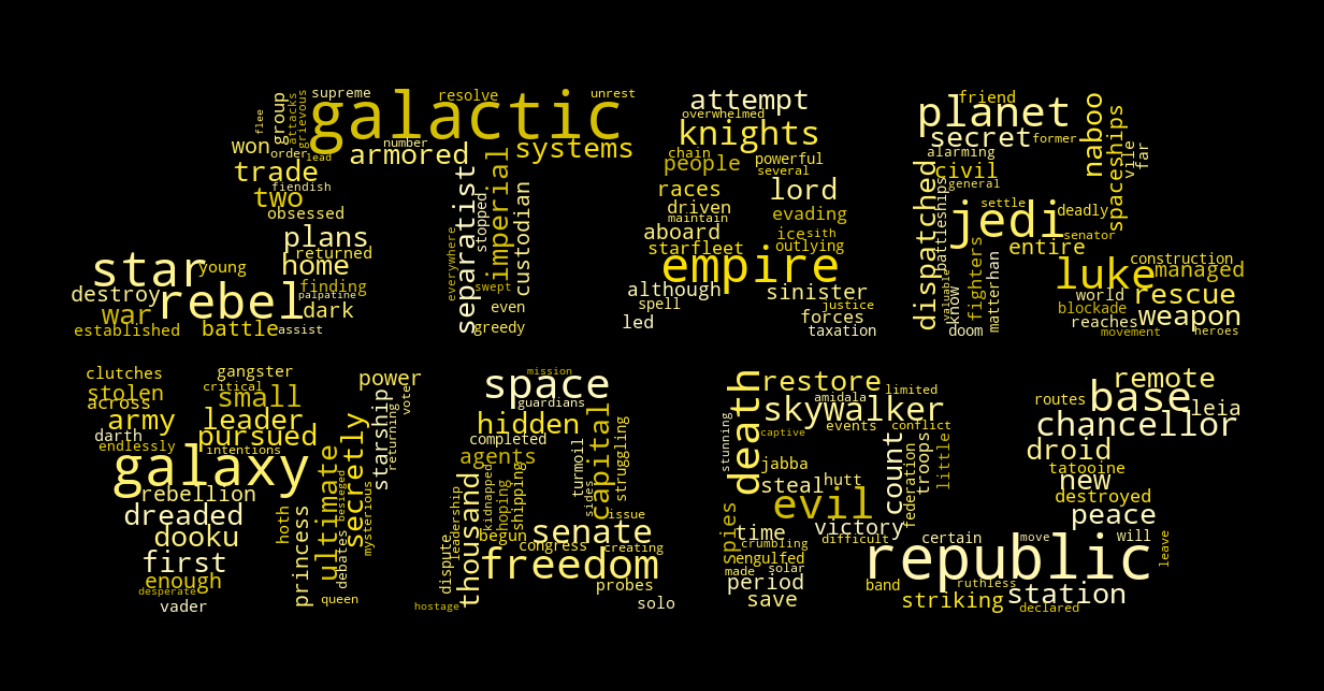 supreme
galactic
resolve
unrest
flee
group
attacks
grievous
won
order
lead
number
armored
systems
trade
fiendish
two
obsessed
plans
returned
home
star
young
finding
destroy
rebel
palpatine
dark
war
established
battle
assist
separatist
stopped
imperial
custodian
everywhere
swept
even
greedy
attempt
overwhelmed
knights
chain
people
powerful
several
races
lord
driven
maintain
evading
aboard
ice
sith
starfleet
outlying
empire
although
sinister
spell
justice
led
forces
taxation
planet
friend
secret
former
naboo
spaceships
vile
far
alarming
civil
general
dispatched
battleships
settle
jedi
deadly
senator
entire
fighters
matter
han
valuable
know
doom
luke
construction
managed
world
rescue
blockade
reaches
weapon
movement
heroes
clutches
gangster
stolen
critical
small
across
army
leader
darth
pursued
endlessly
intentions
galaxy
rebellion
dreaded
dooku
first
enough
desperate
vader
hoth
princess
ultimate
besieged
debates
queen
secretly
mysterious
power
starship
vote
returning
mission
space
guardians
hidden
completed
agents
capital
struggling
turmoil
sides
thousand
leadership
kidnapped
hoping
shipping
begun
issue
senate
congress
creating
freedom
dispute
probes
hostage
solo
death
restore
limited
amidala
skywalker
stunning
captive
events
conflict
jabba
count
troops
little
steal
hutt
federation
evil
spies
time
victory
crumbling
difficult
engulfed
made
solar
period
save
remote
routes
base
leia
chancellor
droid
tatooine
new
destroyed
peace
certain
move
will
leave
republic
band
ruthless
station
striking
declared